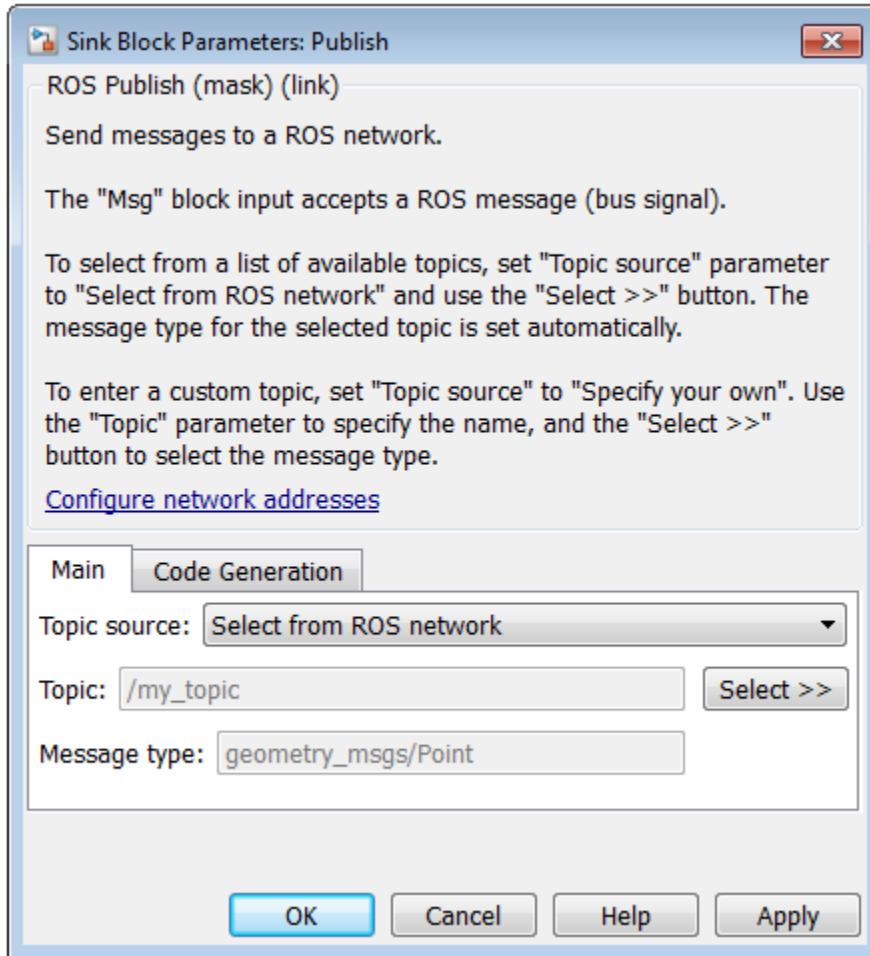 Sink Block Parameters: Publish
ROS Publish (mask) (link)
Send messages to a ROS network.
The "Msg" block input accepts a ROS message (bus signal).
To select from a list of available topics, set "Topic source" parameter
to "Select from ROS network" and use the "Select >>" button. The
message type for the selected topic is set automatically.
To enter a custom topic, set "Topic source" to "Specify your own". Use
the "Topic" parameter to specify the name, and the "Select >>"
button to select the message type.
Configure network addresses
Main Code Generation
Topic source: Select from ROS network
Topic: /my_topic Select >>
Message type: geometry_msgs/Point
OK Cancel Help Apply